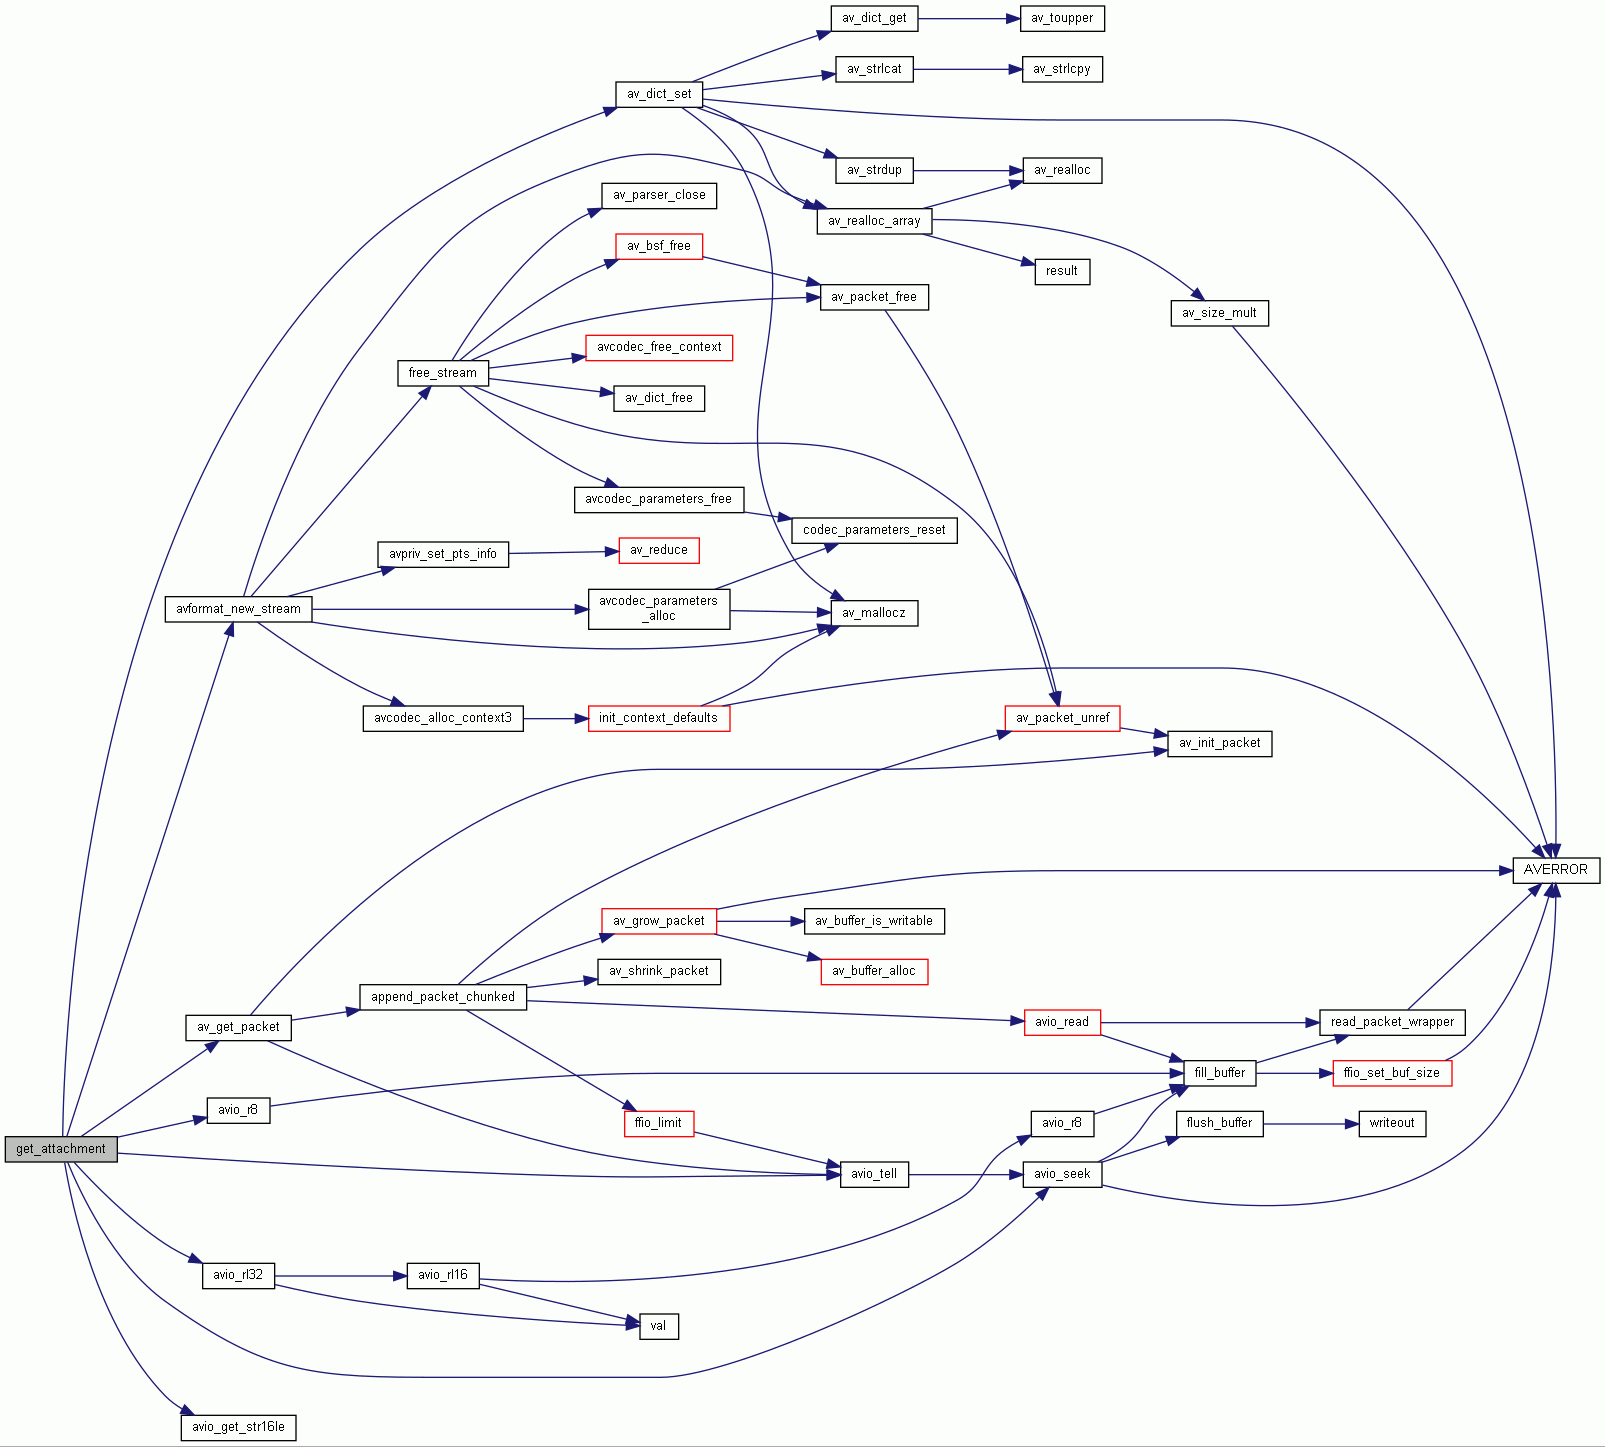 av_dict_get
av_toupper
av_strlcat
av_strlcpy
av_dict_set
av_strdup
av_realloc
av_parser_close
av_realloc_array
av_bsf_free
result
av_packet_free
av_size_mult
avcodec_free_context
free_stream
av_dict_free
avcodec_parameters_free
codec_parameters_reset
avpriv_set_pts_info
av_reduce
avformat_new_stream
avcodec_parameters
_alloc
av_mallocz
avcodec_alloc_context3
init_context_defaults
av_packet_unref
av_init_packet
AVERROR
av_grow_packet
av_buffer_is_writable
av_shrink_packet
av_buffer_alloc
append_packet_chunked
av_get_packet
avio_read
read_packet_wrapper
fill_buffer
ffio_set_buf_size
avio_r8
ffio_limit
avio_r8
flush_buffer
writeout
get_attachment
avio_tell
avio_seek
avio_rl32
avio_rl16
val
avio_get_str16le